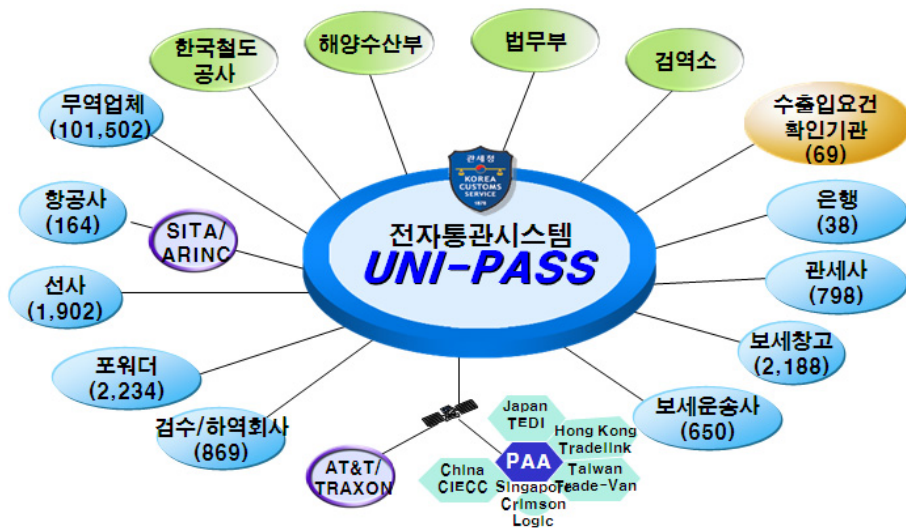 한국철도
공사
해양수산부
법무부
검역소
무역업체
(101,502)
수출입요건
확인기관
(69)
관세청
KOREA
CUSTOMS
SERVICE
1970
항공사
(164)
SITA/
ARINC
전자통관시스템
UNI-PASS
은행
(38)
선사
(1,902)
관세사
(798)
포워더
(2,234)
보세창고
(2,188)
검수/하역회사
(869)
보세운송사
(650)
AT&T/
TRAXON
Japan
TEDI
Hong Kong
Tradelink
PAA
China
CIECC
Taiwan
Trade-Van
Singapore
Crimson
Logic